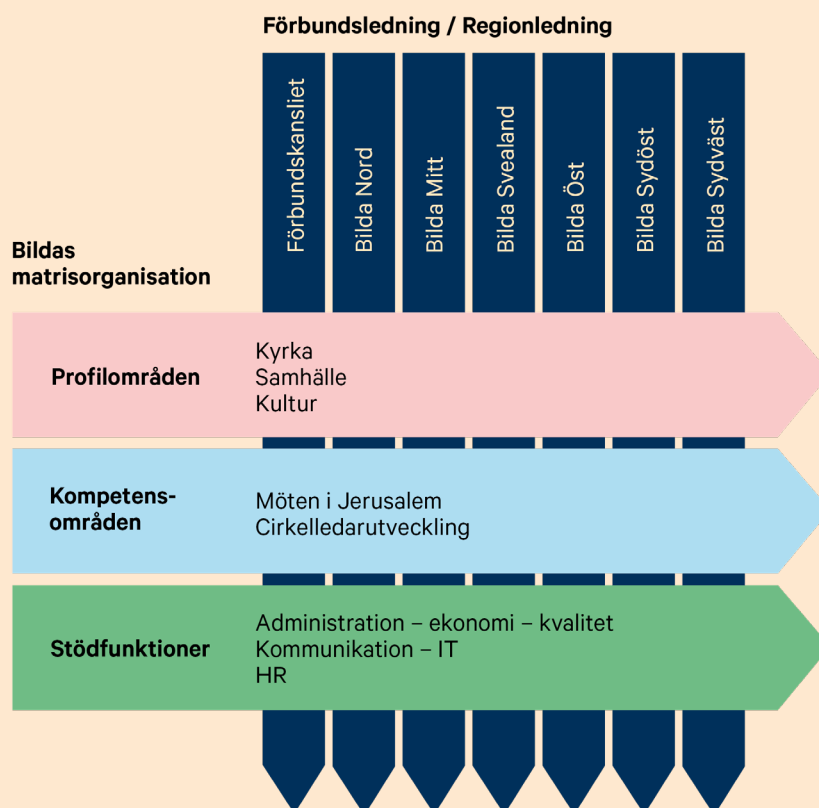 Förbundsledning / Regionledning
Förbundskansliet
Bilda Nord
Bilda Mitt
Bilda Svealand
Bilda Öst
Bilda Sydöst
Bilda Sydväst
Bildas
matrisorganisation
Profilområden
Kyrka
Samhälle
Kultur
Kompetens-
områden
Möten i Jerusalem
Cirkelledarutveckling
Stödfunktioner
Administration – ekonomi – kvalitet
Kommunikation – IT
HR